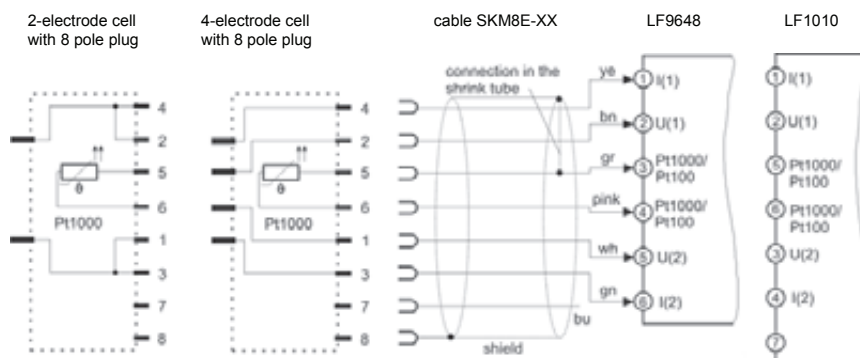 2-electrode cell
with 8 pole plug
4-electrode cell
with 8 pole plug
cable SKM8E-XX
LF9648
LF1010
4
2
5
6
1
3
7
8
θ
Pt1000
4
2
5
6
1
3
7
8
θ
Pt1000
connection in the
shrink tube
ye
bn
gr
pink
wh
gn
bu
shield
1 I(1)
2 U(1)
3 Pt1000/
Pt100
4 Pt1000/
Pt100
5 U(2)
6 I(2)
1 I(1)
2 U(1)
5 Pt1000/
Pt100
6 Pt1000/
Pt100
3 U(2)
4 I(2)
7